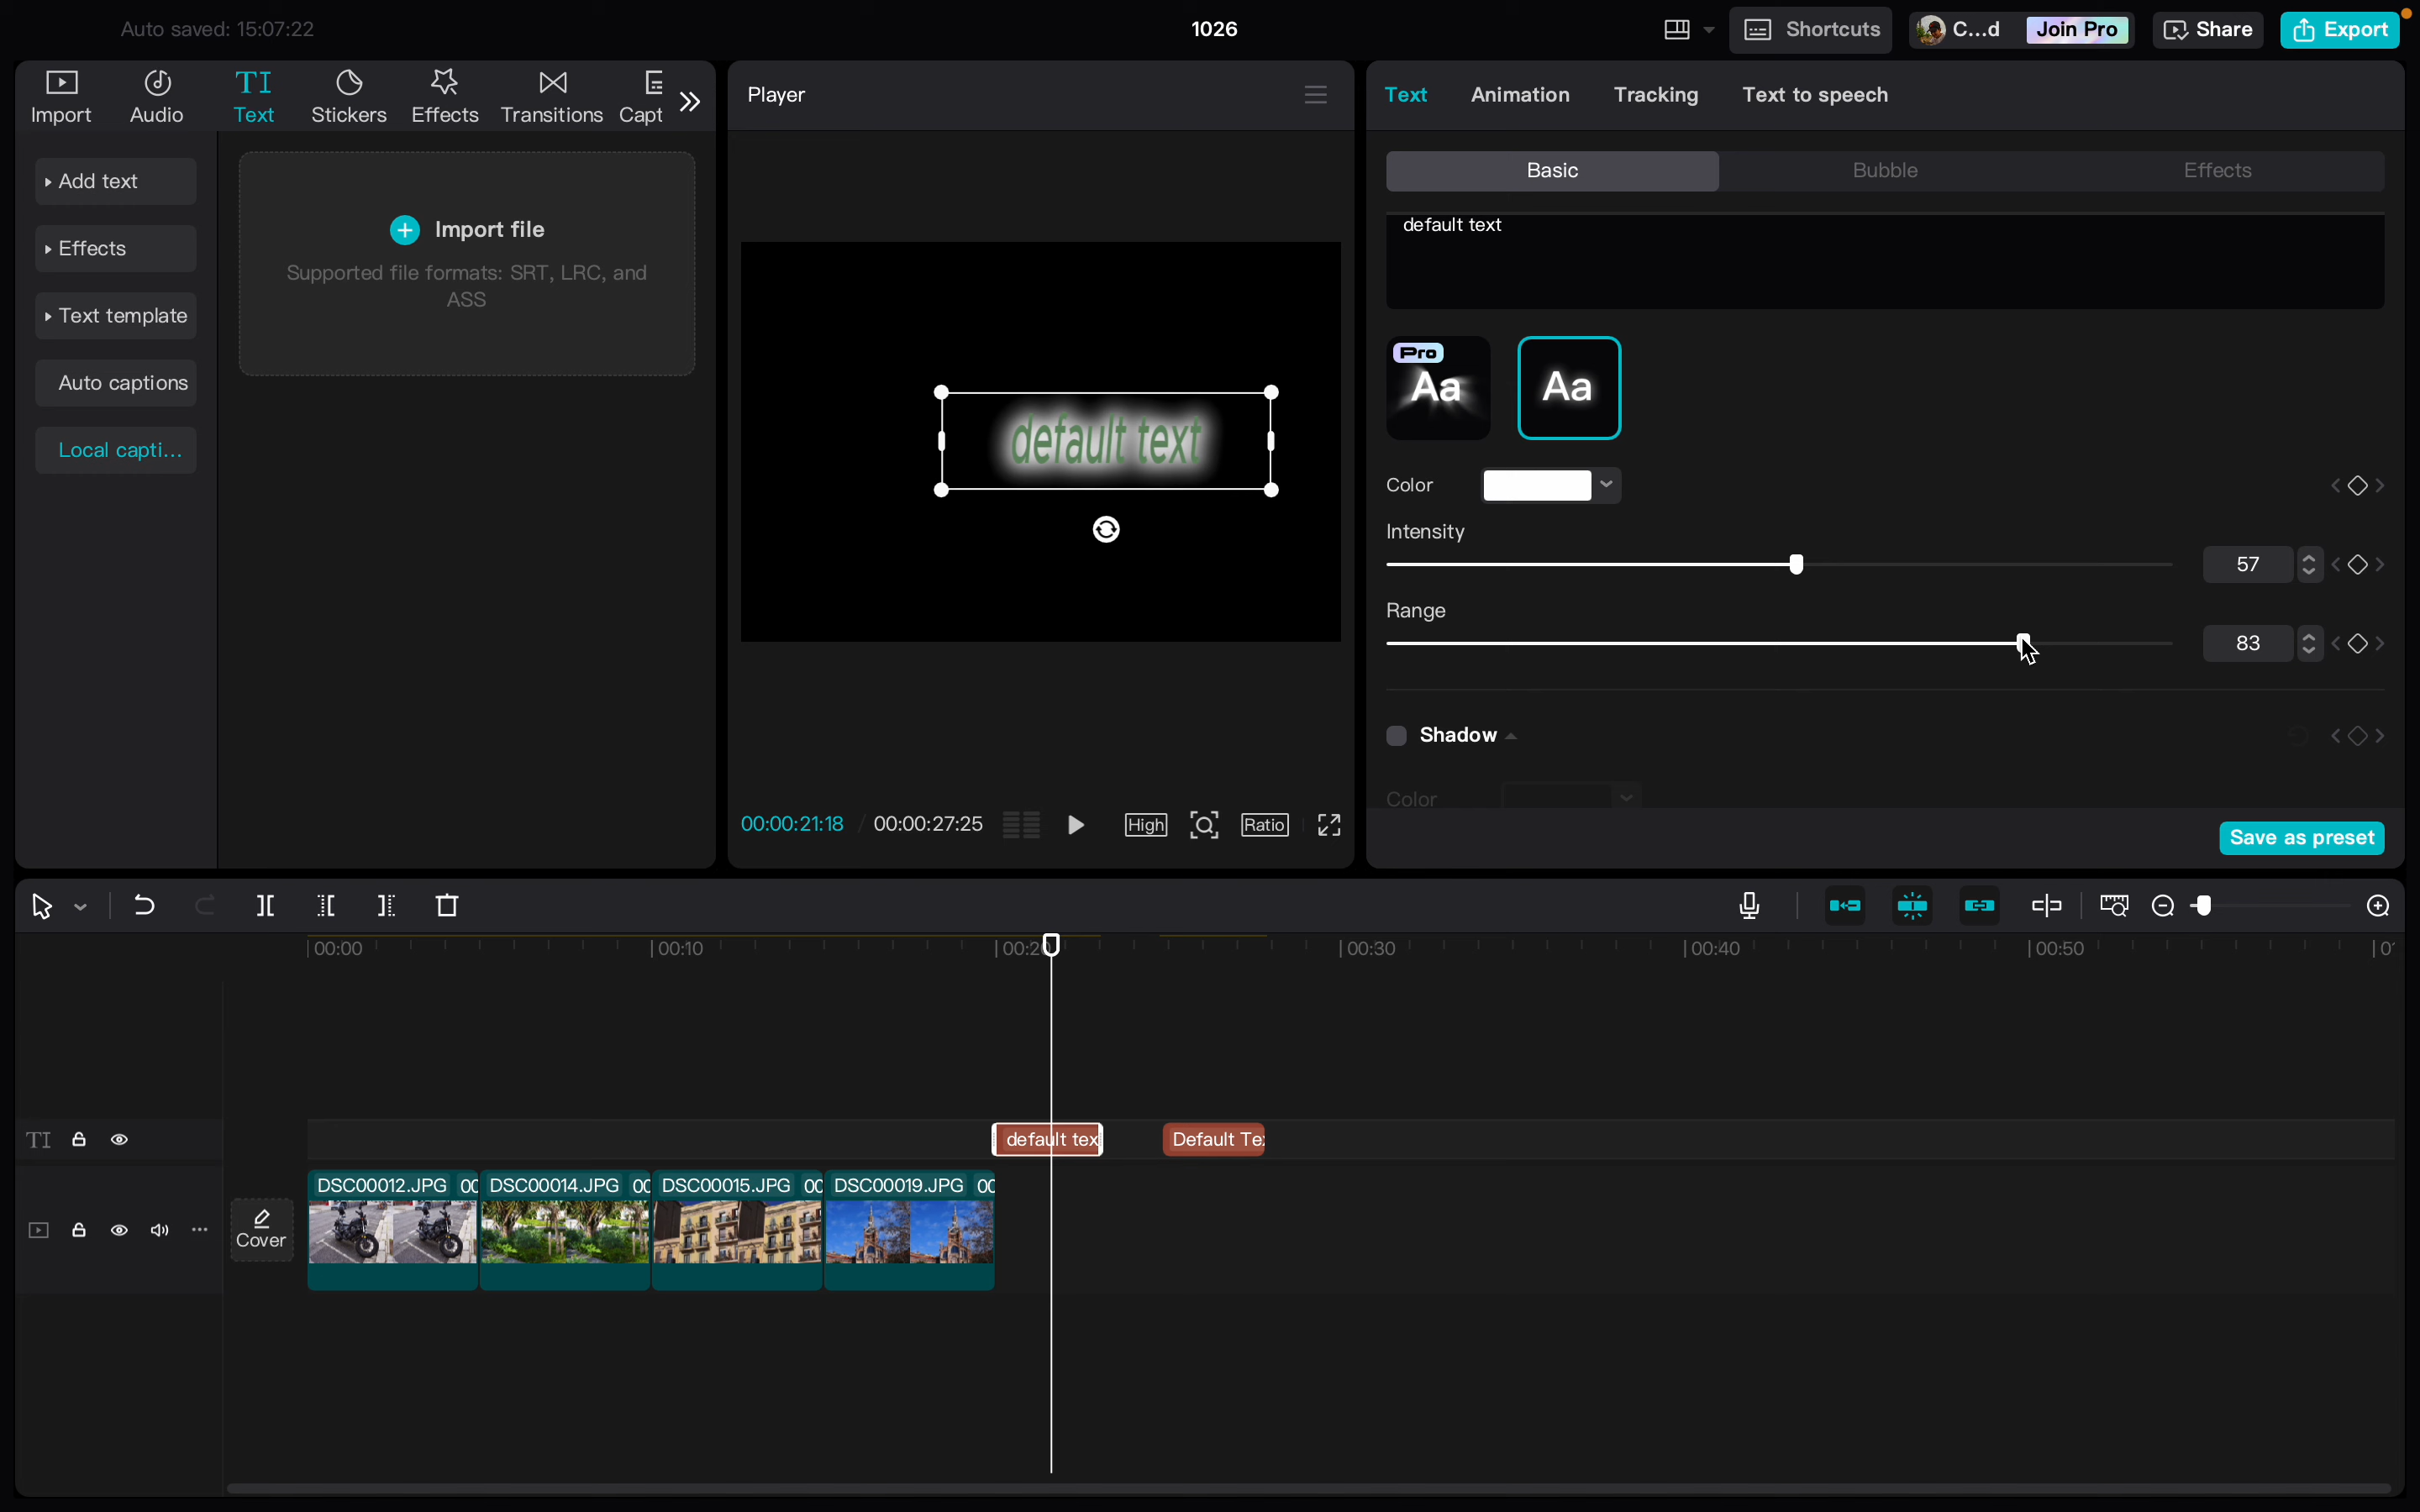 Auto saved: 15:07:22
1026
Shortcuts
C...d
Join Pro
Share
Export
Import
Audio
TI
Text
Stickers
Effects
Transitions
Capt
Add text
Effects
Text template
Auto captions
Local capti...
Import file
Supported file formats: SRT, LRC, and
ASS
Player
default text
00:00:21:18 / 00:00:27:25
High
Ratio
Text
Animation
Tracking
Text to speech
Basic
Bubble
Effects
default text
Pro
Aa
Aa
Color
Intensity
57
Range
83
Shadow
Color
Save as preset
00:00
00:10
00:20
00:30
00:40
00:50
TI
default tex
Default Te
Cover
DSC00012.JPG
DSC00014.JPG
DSC00015.JPG
DSC00019.JPG